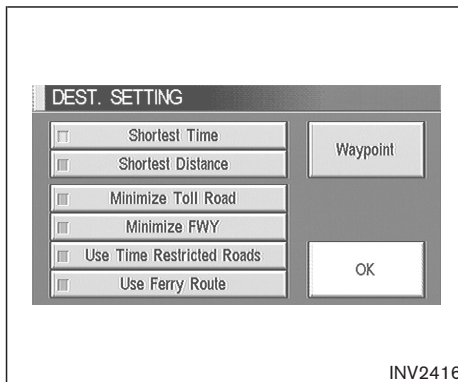 DEST. SETTING
Shortest Time
Shortest Distance
Waypoint
Minimize Toll Road
Minimize FWY
Use Time Restricted Roads
Use Ferry Route
OK
INV2416